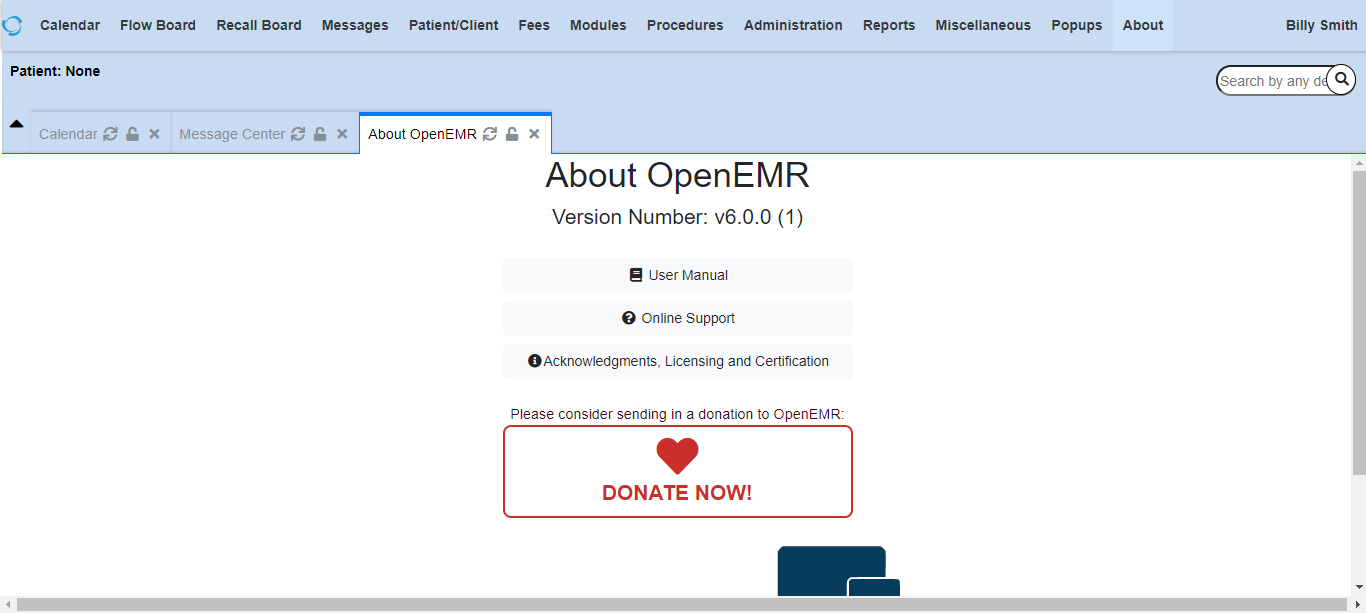 Calendar Flow Board Recall Board Messages Patient/Client Fees Modules Procedures Administration Reports Miscellaneous Popups About Billy Smith
Patient: None
Search by any de
Calendar Message Center About OpenEMR
About OpenEMR
Version Number: v6.0.0 (1)
User Manual
Online Support
Acknowledgments, Licensing and Certification
Please consider sending in a donation to OpenEMR:
DONATE NOW!